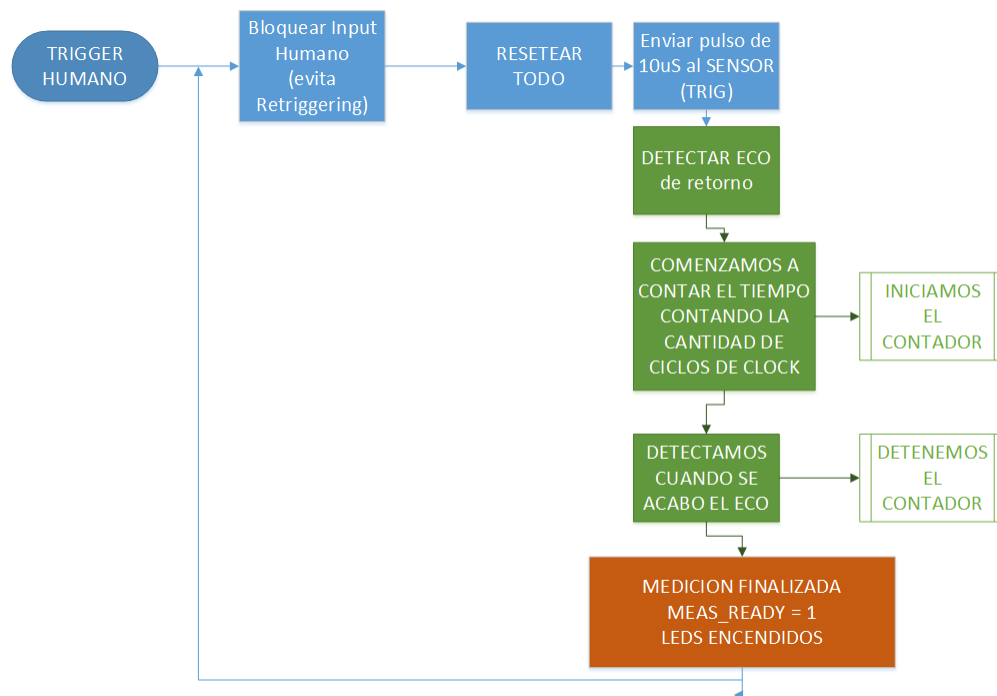 TRIGGER
HUMANO
Bloquear Input
Humano
(evita
Retriggering)
RESETEAR
TODO
Enviar pulso de
10uS al SENSOR
(TRIG)
DETECTAR ECO
de retorno
COMENZAMOS A
CONTAR EL TIEMPO
CONTANDO LA
CANTIDAD DE
CICLOS DE CLOCK
INICIAMOS
EL
CONTADOR
DETECTAMOS
CUANDO SE
ACABO EL ECO
DETENEMOS
EL
CONTADOR
MEDICION FINALIZADA
MEAS_READY = 1
LEDS ENCENDIDOS